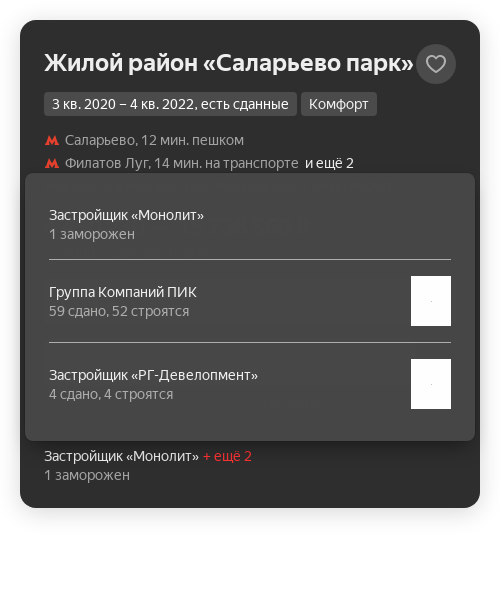 Жилой район «Саларьево парк»
3 кв. 2020 – 4 кв. 2022, есть сданные
Комфорт
Саларьево, 12 мин. пешком
Филатов Луг, 14 мин. на транспорте и ещё 2
Застройщик «Монолит»
1 заморожен
Группа Компаний ПИК
59 сдано, 52 строятся
Застройщик «РГ-Девелопмент»
4 сдано, 4 строятся
Застройщик «Монолит» + ещё 2
1 заморожен